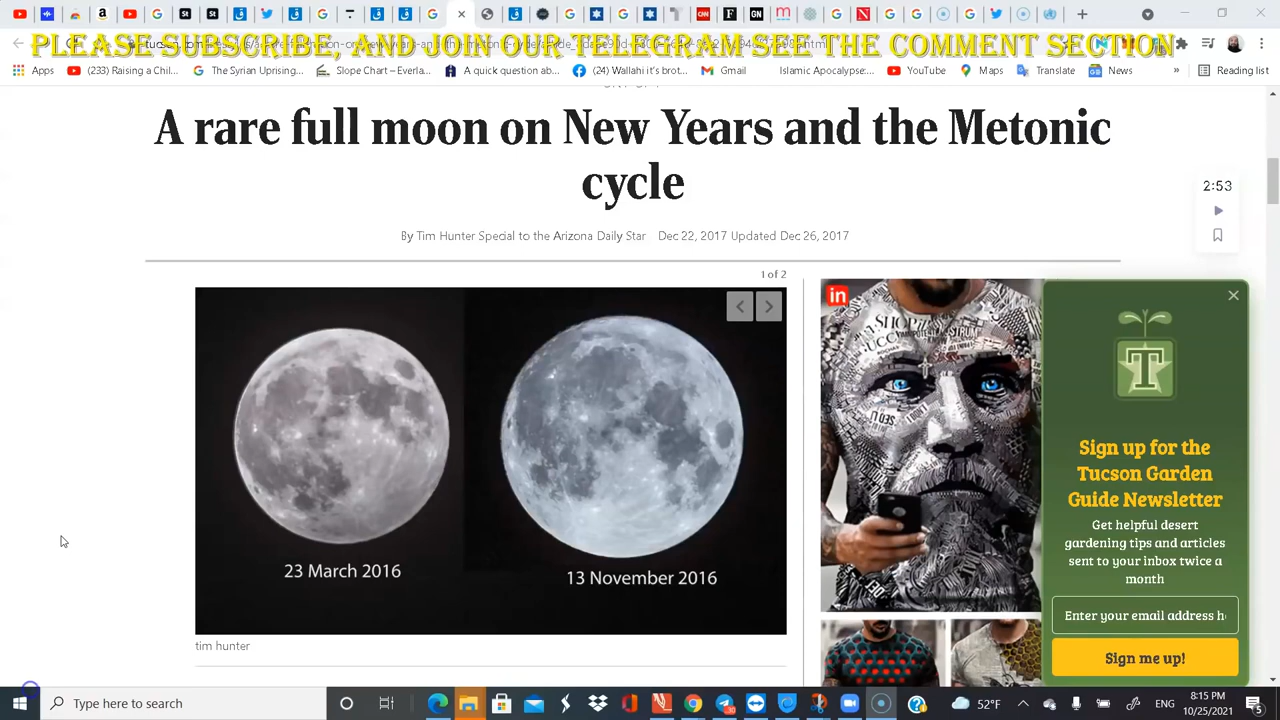 PLEASE SUBSCRIBE, AND JOIN OUR TELEGRAM SEE THE COMMENT SECTION
Apps
(233) Raising a Chil...
The Syrian Uprising...
Slope Chart – Everla...
A quick question ab...
(24) Wallahi it's brot...
Gmail
Islamic Apocalypse:...
YouTube
Maps
Translate
News
»
Reading list
A rare full moon on New Years and the Metonic
cycle
2:53
By Tim Hunter Special to the Arizona Daily Star Dec 22, 2017 Updated Dec 26, 2017
1 of 2
23 March 2016
13 November 2016
tim hunter
in
T
Sign up for the
Tucson Garden
Guide Newsletter
Get helpful desert
gardening tips and articles
sent to your inbox twice a
month
Enter your email address h
Sign me up!
Type here to search
52°F
ENG
8:15 PM
10/25/2021